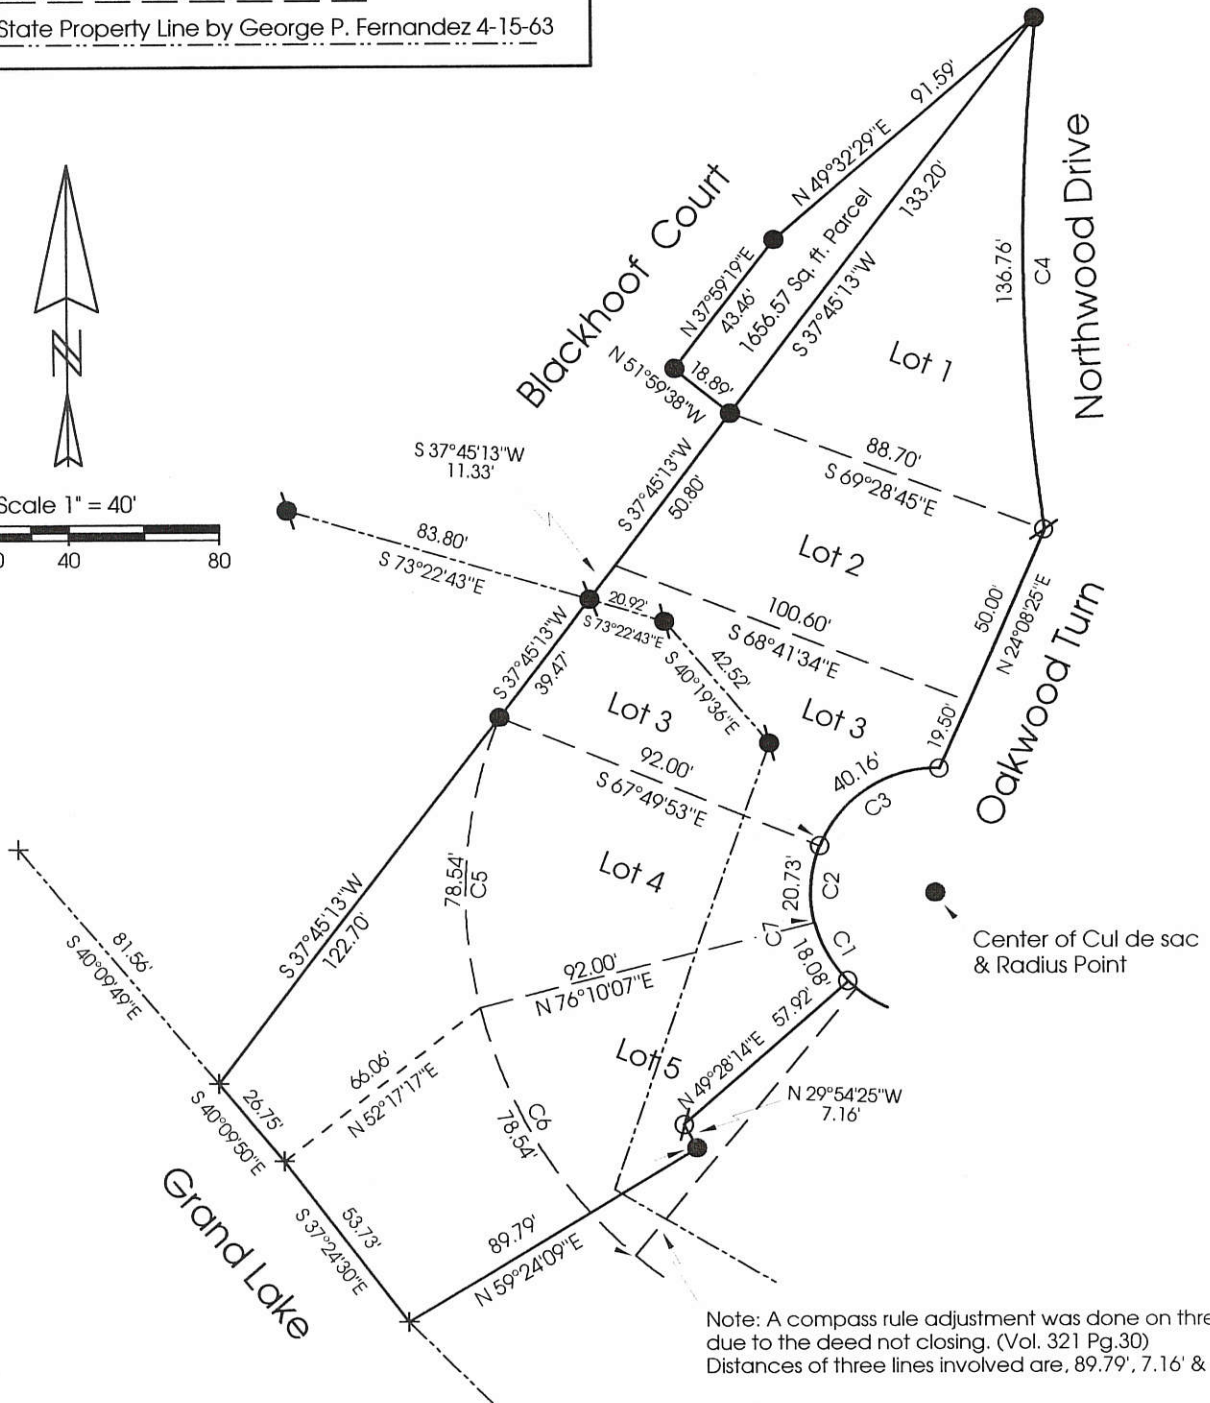 State Property Line by George P. Fernandez 4-15-63
N
Scale 1" = 40'
0 40 80
Blackhoof Court
Northwood Drive
Oakwood Turn
Grand Lake
N 49°32'29"E
91.59'
133.20'
S 37°45'13"W
1656.57 Sq. ft. Parcel
N 37°59'19"E
43.46'
N 51°59'38"W
18.89'
136.76'
C4
Lot 1
88.70'
S 69°28'45"E
S 37°45'13"W
50.80'
S 37°45'13"W
11.33'
83.80'
S 73°22'43"E
Lot 2
50.00'
N 24°08'25"E
100.60'
S 68°41'34"E
20.92'
S 73°22'43"E
42.52'
S 40°19'36"E
S 37°45'13"W
39.47'
Lot 3
Lot 3
19.50'
40.16'
C3
92.00'
S 67°49'53"E
Lot 4
78.54'
C5
20.73'
C2
Center of Cul de sac
& Radius Point
C7
C1
18.08'
S 37°45'13"W
122.70'
81.56'
S 40°09'49"E
92.00'
N 76°10'07"E
57.92'
N 49°28'14"E
Lot 5
66.06'
N 52°17'17"E
26.75'
S 40°09'50"E
C6
78.54'
N 29°54'25"W
7.16'
53.73'
S 37°24'30"E
89.79'
N 59°24'09"E
Note: A compass rule adjustment was done on thre
due to the deed not closing. (Vol. 321 Pg.30)
Distances of three lines involved are, 89.79', 7.16' &